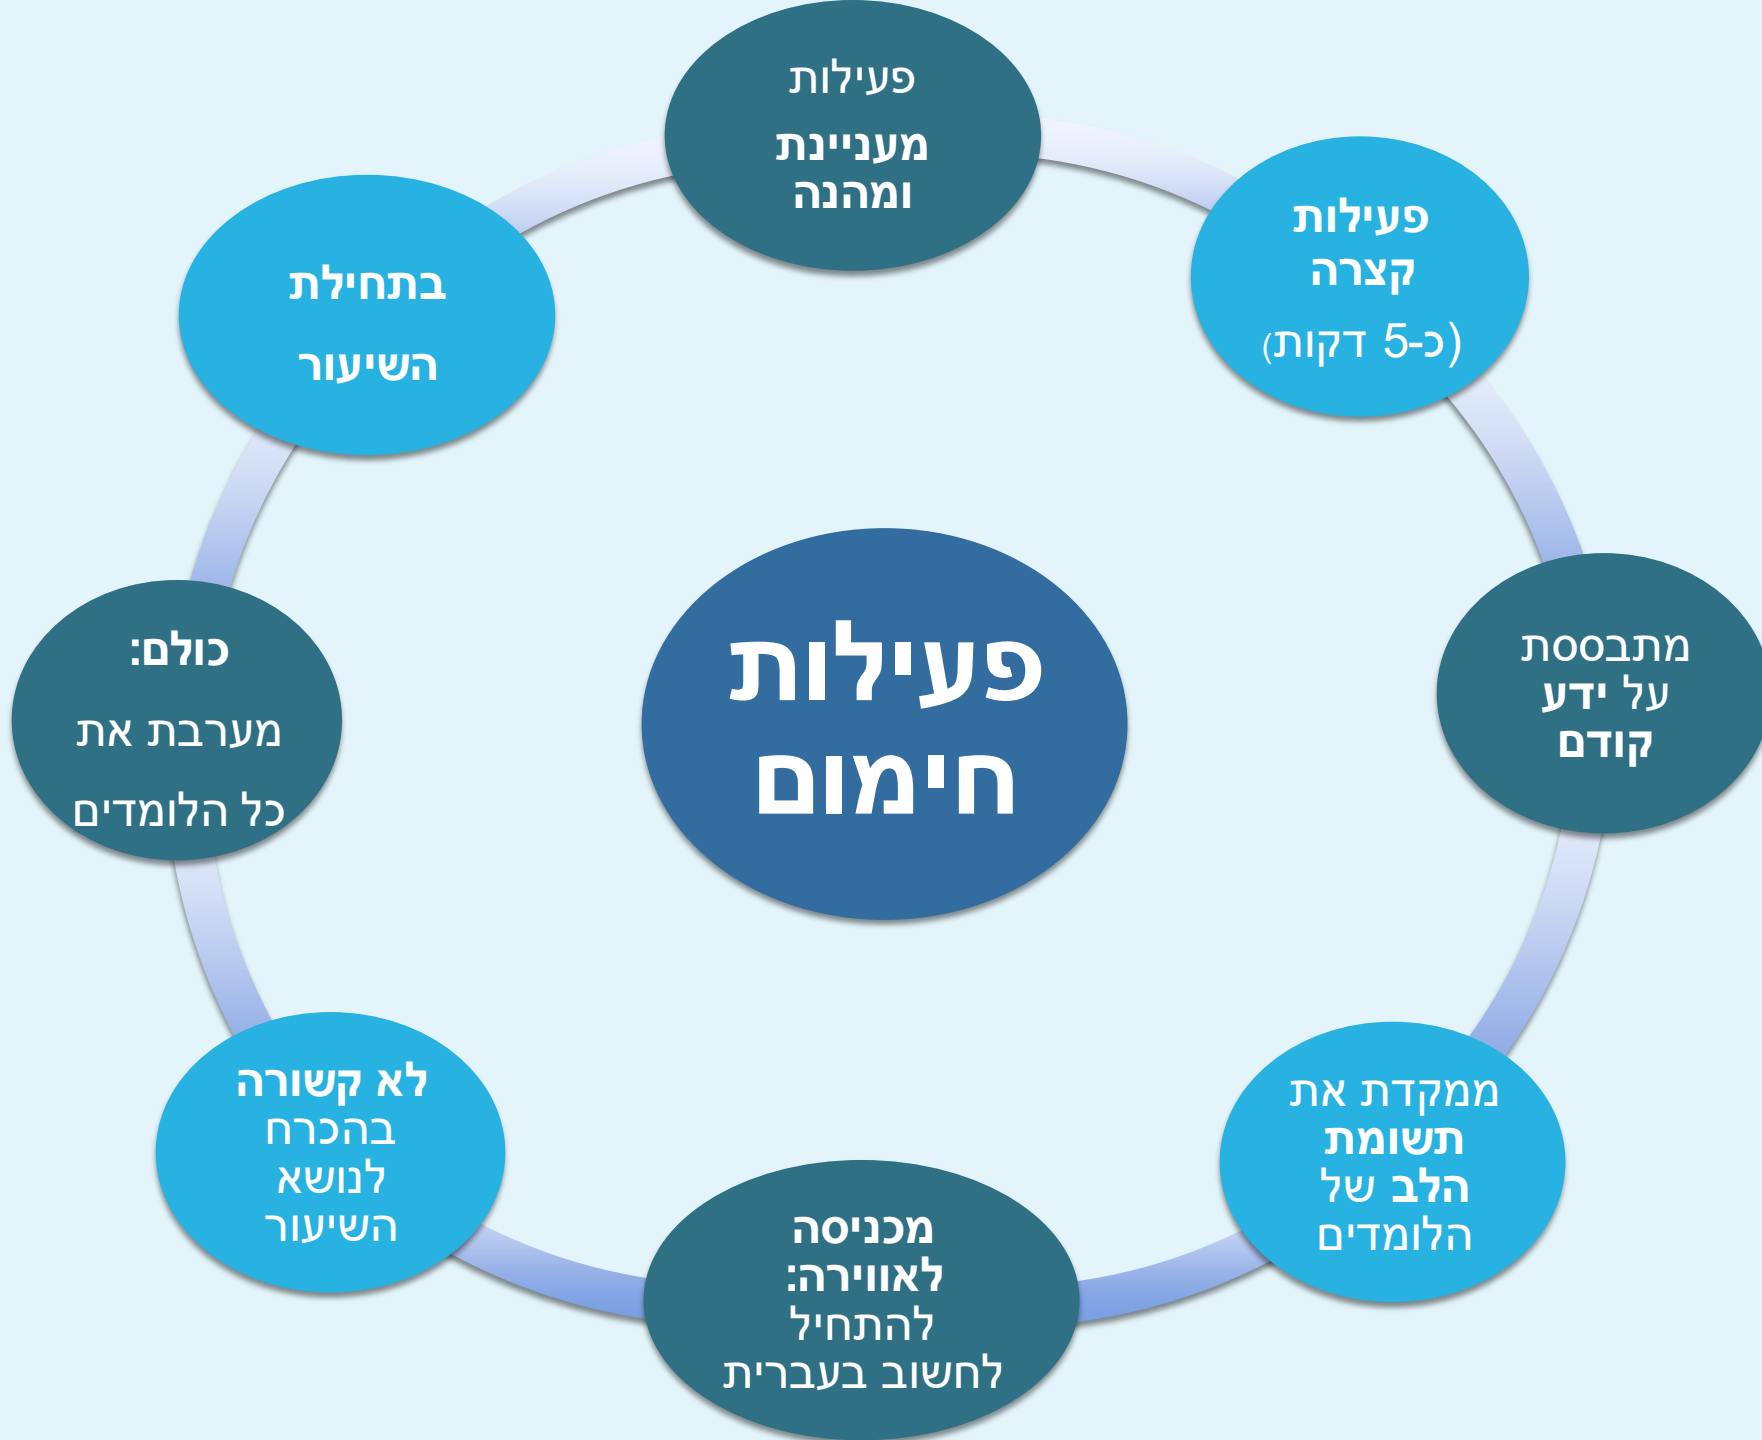 פעילות
מעניינת
ומהנה
פעילות
קצרה
(כ-5 דקות)
מתבססת
על ידע
קודם
ממקדת את
תשומת
הלב של
הלומדים
מכניסה
לאווירה:
להתחיל
לחשוב בעברית
לא קשורה
בהכרח
לנושא
השיעור
כולם:
מערבת את
כל הלומדים
בתחילת
השיעור
פעילות
חימום